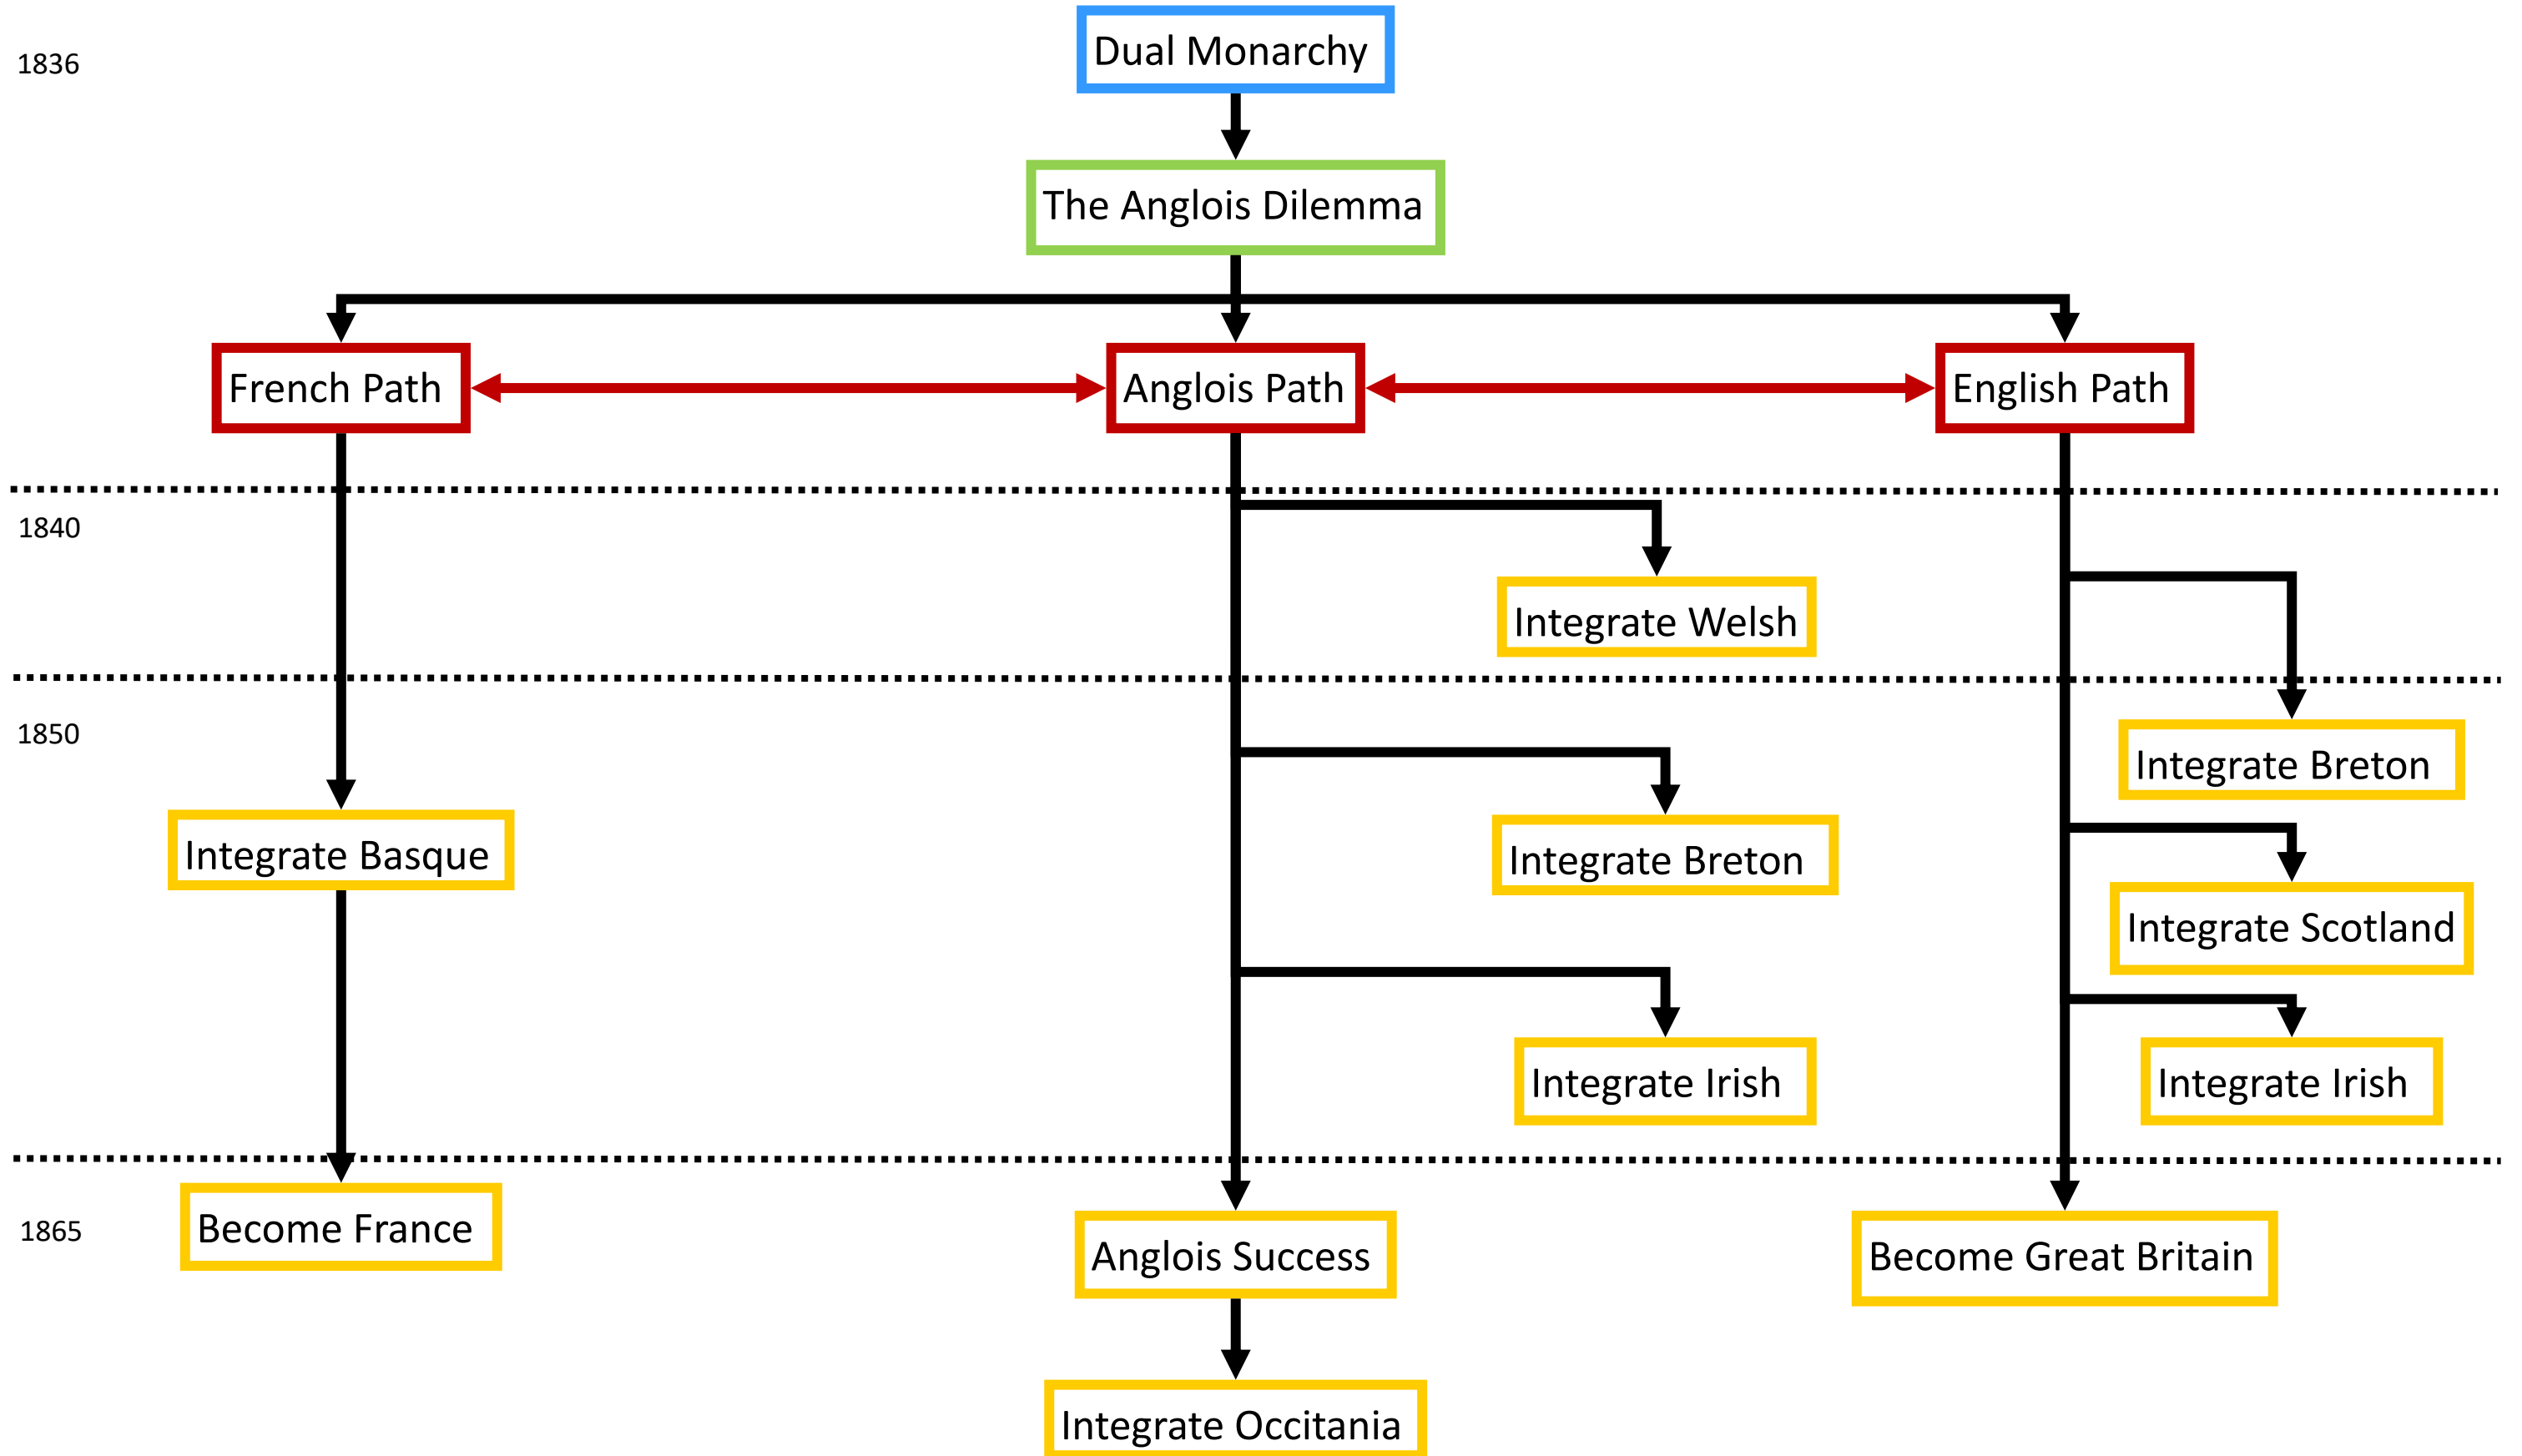 Dual Monarchy
1836
The Anglois Dilemma
French Path
Anglois Path
English Path
1840
Integrate Welsh
1850
Integrate Breton
Integrate Basque
Integrate Breton
Integrate Scotland
Integrate Irish
Integrate Irish
1865
Become France
Anglois Success
Become Great Britain
Integrate Occitania